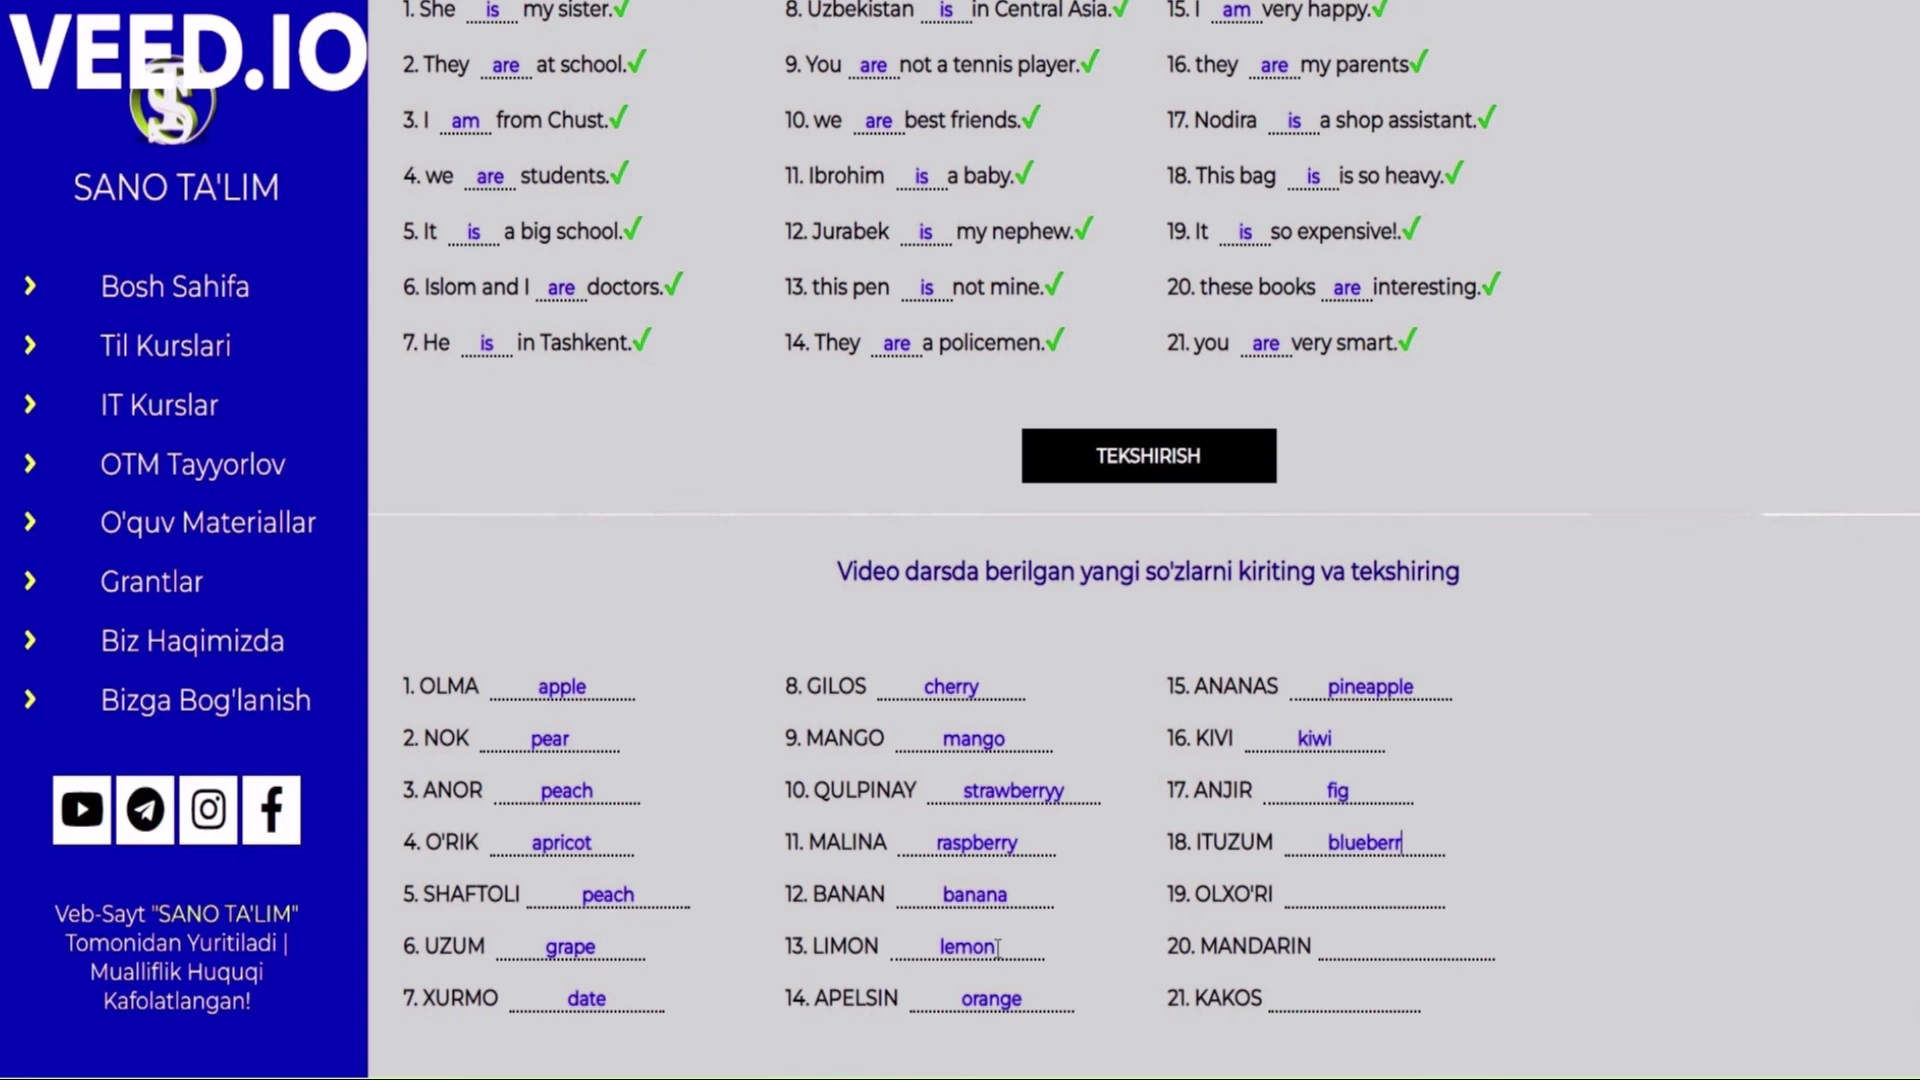 VEED.IO
SANO TA'LIM
Bosh Sahifa
Til Kurslari
IT Kurslar
OTM Tayyorlov
O'quv Materiallar
Grantlar
Biz Haqimizda
Bizga Bog'lanish
Veb-Sayt "SANO TA'LIM"
Tomonidan Yuritiladi |
Mualliflik Huquqi
Kafolatlangan!
1. She is my sister.✓
2. They are at school.✓
3. I am from Chust.✓
4. we are students.✓
5. It is a big school.✓
6. Islom and I are doctors.✓
7. He is in Tashkent.✓
8. Uzbekistan is in Central Asia.✓
9. You are not a tennis player.✓
10. we are best friends.✓
11. Ibrohim is a baby.✓
12. Jurabek is my nephew.✓
13. this pen is not mine.✓
14. They are a policemen.✓
15. I am very happy.✓
16. they are my parents✓
17. Nodira is a shop assistant.✓
18. This bag is is so heavy.✓
19. It is so expensive!.✓
20. these books are interesting.✓
21. you are very smart.✓
TEKSHIRISH
Video darsda berilgan yangi so'zlarni kiriting va tekshiring
1. OLMA apple
2. NOK pear
3. ANOR peach
4. O'RIK apricot
5. SHAFTOLI peach
6. UZUM grape
7. XURMO date
8. GILOS cherry
9. MANGO mango
10. QULPINAY strawberryy
11. MALINA raspberry
12. BANAN banana
13. LIMON lemon
14. APELSIN orange
15. ANANAS pineapple
16. KIVI kiwi
17. ANJIR fig
18. ITUZUM blueberr
19. OLXO'RI
20. MANDARIN
21. KAKOS